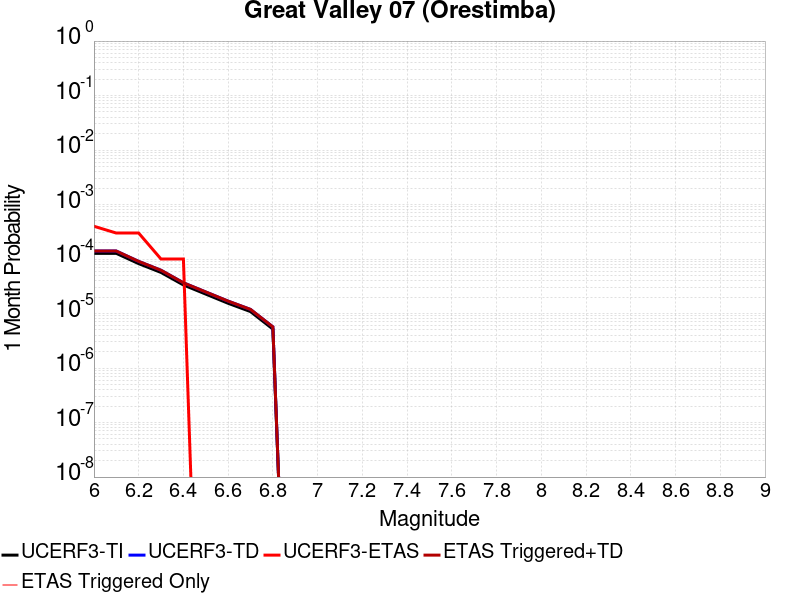 Great Valley 07 (Orestimba)
10^0
10^-1
10^-2
10^-3
10^-4
10^-5
10^-6
10^-7
10^-8
1 Month Probability
6 6.2 6.4 6.6 6.8 7 7.2 7.4 7.6 7.8 8 8.2 8.4 8.6 8.8 9
Magnitude
UCERF3-TI UCERF3-TD UCERF3-ETAS ETAS Triggered+TD
ETAS Triggered Only